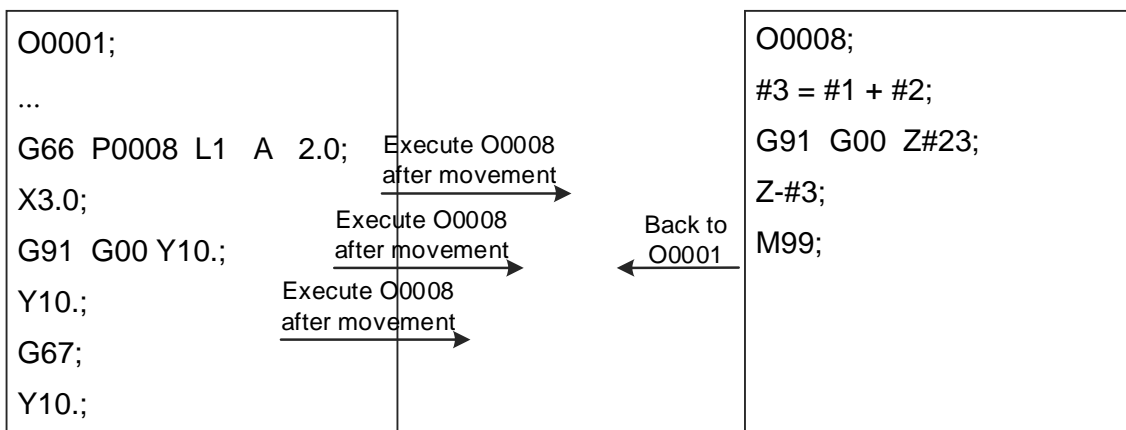 O0001;
...
G66 P0008 L1 A 2.0;
X3.0;
G91 G00 Y10.;
Y10.;
G67;
Y10.;
Execute O0008
after movement
Execute O0008
after movement
Execute O0008
after movement
Back to
O0001
O0008;
#3 = #1 + #2;
G91 G00 Z#23;
Z-#3;
M99;